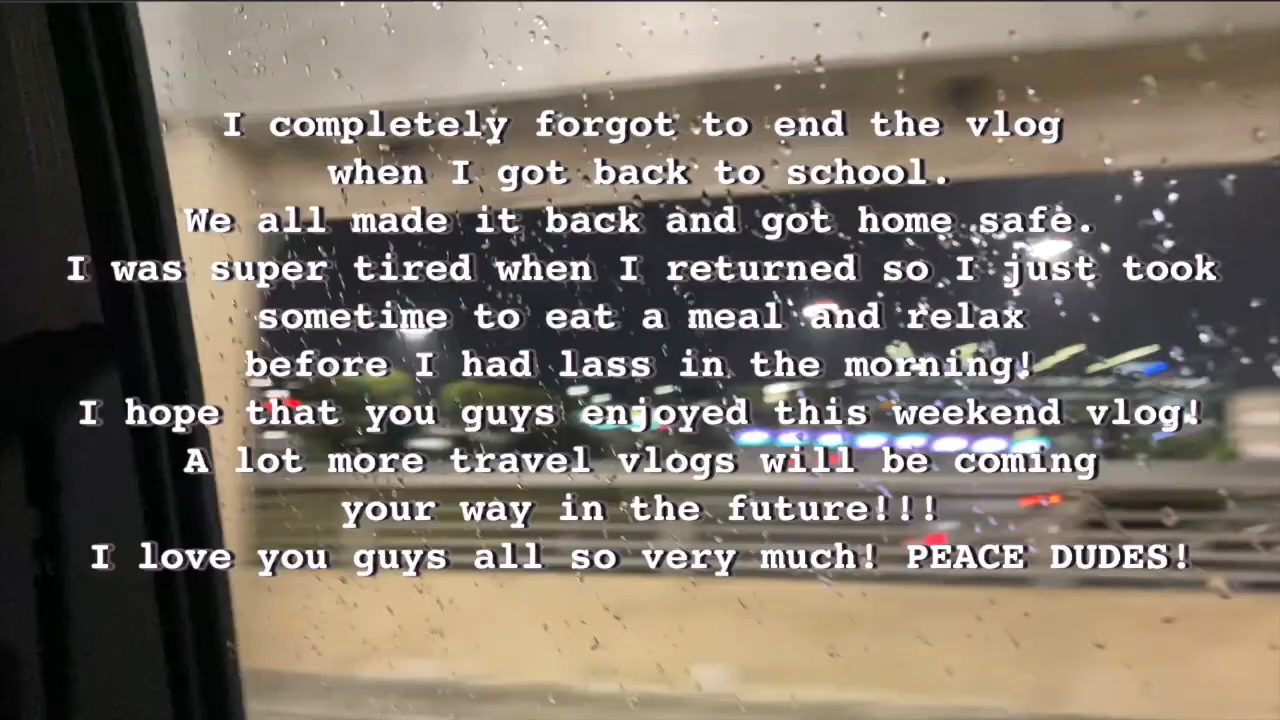 I completely forgot to end the vlog
when I got back to school.
We all made it back and got home safe.
I was super tired when I returned so I just took
sometime to eat a meal and relax
before I had lass in the morning!
I hope that you guys enjoyed this weekend vlog!
A lot more travel vlogs will be coming
your way in the future!!!
I love you guys all so very much! PEACE DUDES!